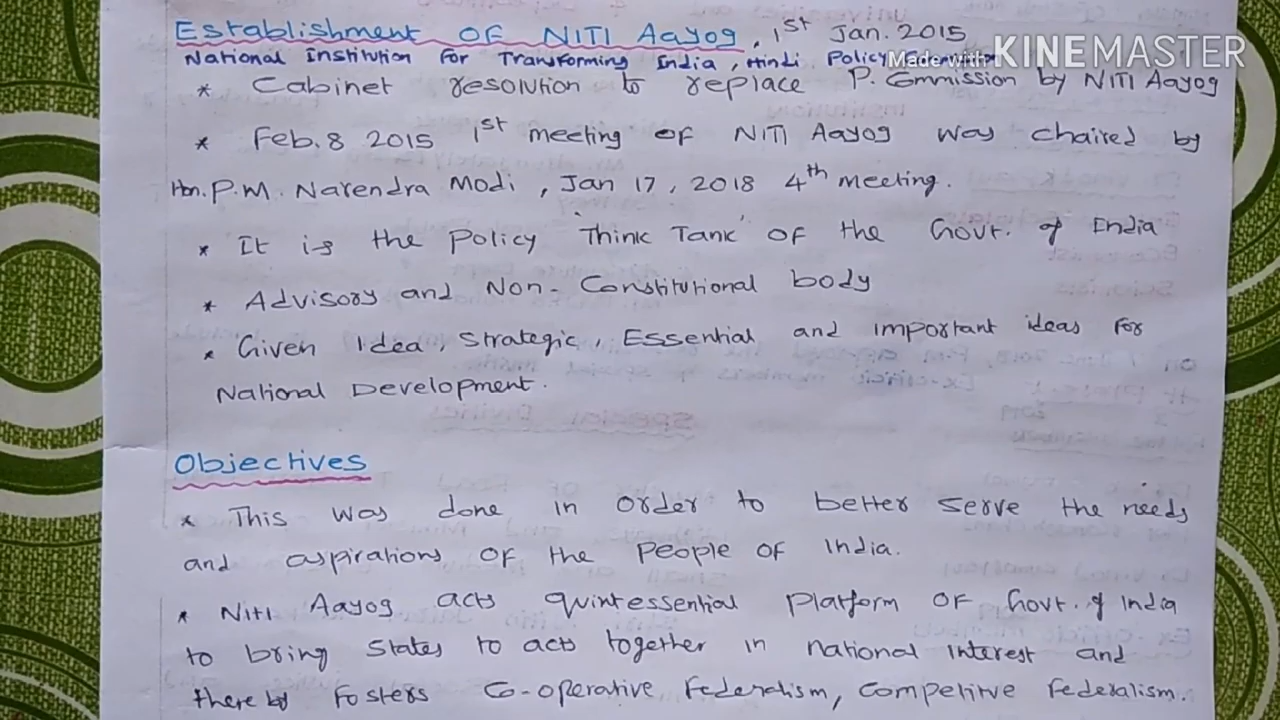 Establishment OF NITI Aayog, 1st Jan. 2015
National Institution For Transforming India, Hindi Policy
Made with KINEMASTER
* Cabinet resolution to replace P. Commission by NITI Aayog
* Feb. 8 2015 1st meeting of NITI Aayog was chaired by
Hon. P.M. Narendra Modi, Jan 17, 2018 4th meeting.
* It is the Policy Think Tank OF the Govt. of India
* Advisory and Non-Constitutional body
* Given Idea, Strategic, Essential and important ideas For
National Development.
Objectives
* This was done in order to better serve the needs
and aspirations OF the people of India.
* NITI Aayog acts quintessential Platform OF Govt. of India
to bring States to acts together in national interest and
thereby Fosters Co-operative Federalism, Competitve Federalism.